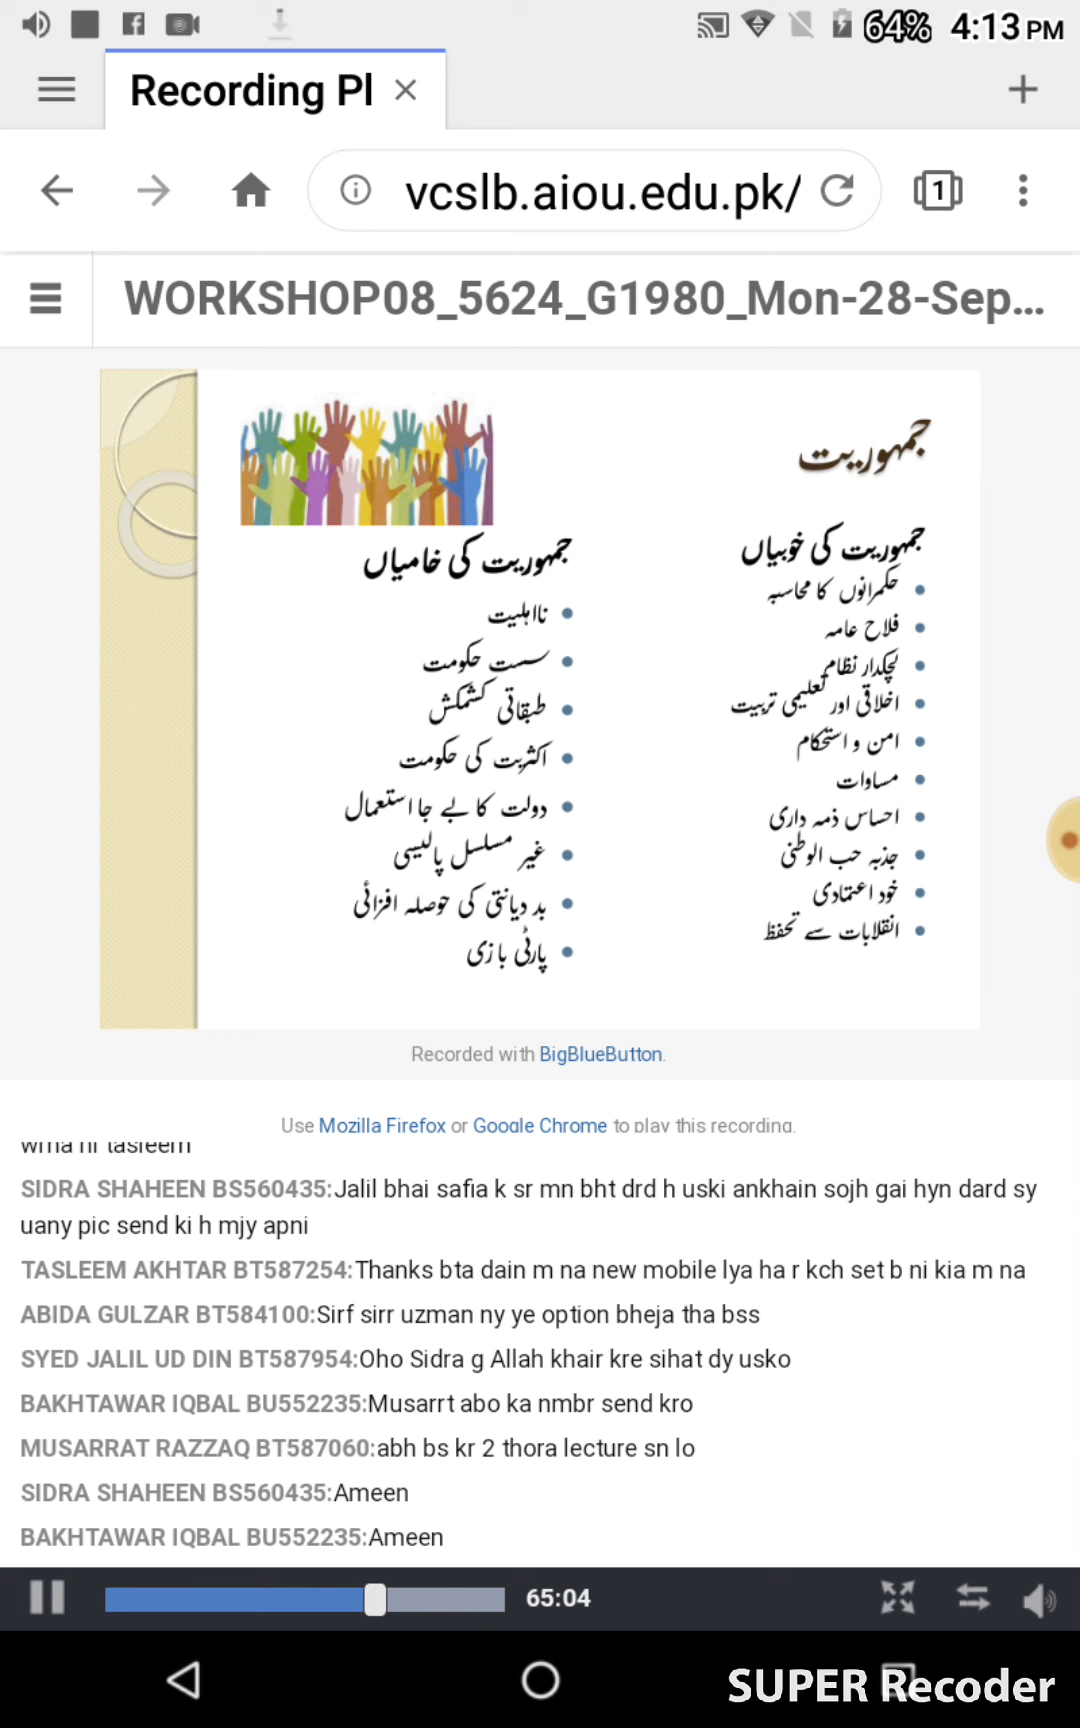 64% 4:13 PM
Recording Pl
vcslb.aiou.edu.pk/
1
WORKSHOP08_5624_G1980_Mon-28-Sep...
جمہوریت
جمہوریت کی خوبیاں
حکمرانوں کا محاسبہ
فلاح عامہ
لچکدار نظام
اخلاقی اور تعلیمی تربیت
امن و استحکام
مساوات
احساس ذمہ داری
جذبہ حب الوطنی
خود اعتمادی
انقلابات سے تحفظ
جمہوریت کی خامیاں
نااہلیت
سست حکومت
طبقاتی کشمکش
اکثریت کی حکومت
دولت کا بے جا استعمال
غیر مسلسل پالیسی
بد دیانتی کی حوصلہ افزائی
پارٹی بازی
Recorded with BigBlueButton.
Use Mozilla Firefox or Google Chrome to play this recording.
wrna ni tasleem
SIDRA SHAHEEN BS560435:Jalil bhai safia k sr mn bht drd h uski ankhain sojh gai hyn dard sy
uany pic send ki h mjy apni
TASLEEM AKHTAR BT587254:Thanks bta dain m na new mobile lya ha r kch set b ni kia m na
ABIDA GULZAR BT584100:Sirf sirr uzman ny ye option bheja tha bss
SYED JALIL UD DIN BT587954:Oho Sidra g Allah khair kre sihat dy usko
BAKHTAWAR IQBAL BU552235:Musarrt abo ka nmbr send kro
MUSARRAT RAZZAQ BT587060:abh bs kr 2 thora lecture sn lo
SIDRA SHAHEEN BS560435:Ameen
BAKHTAWAR IQBAL BU552235:Ameen
65:04
SUPER Recoder